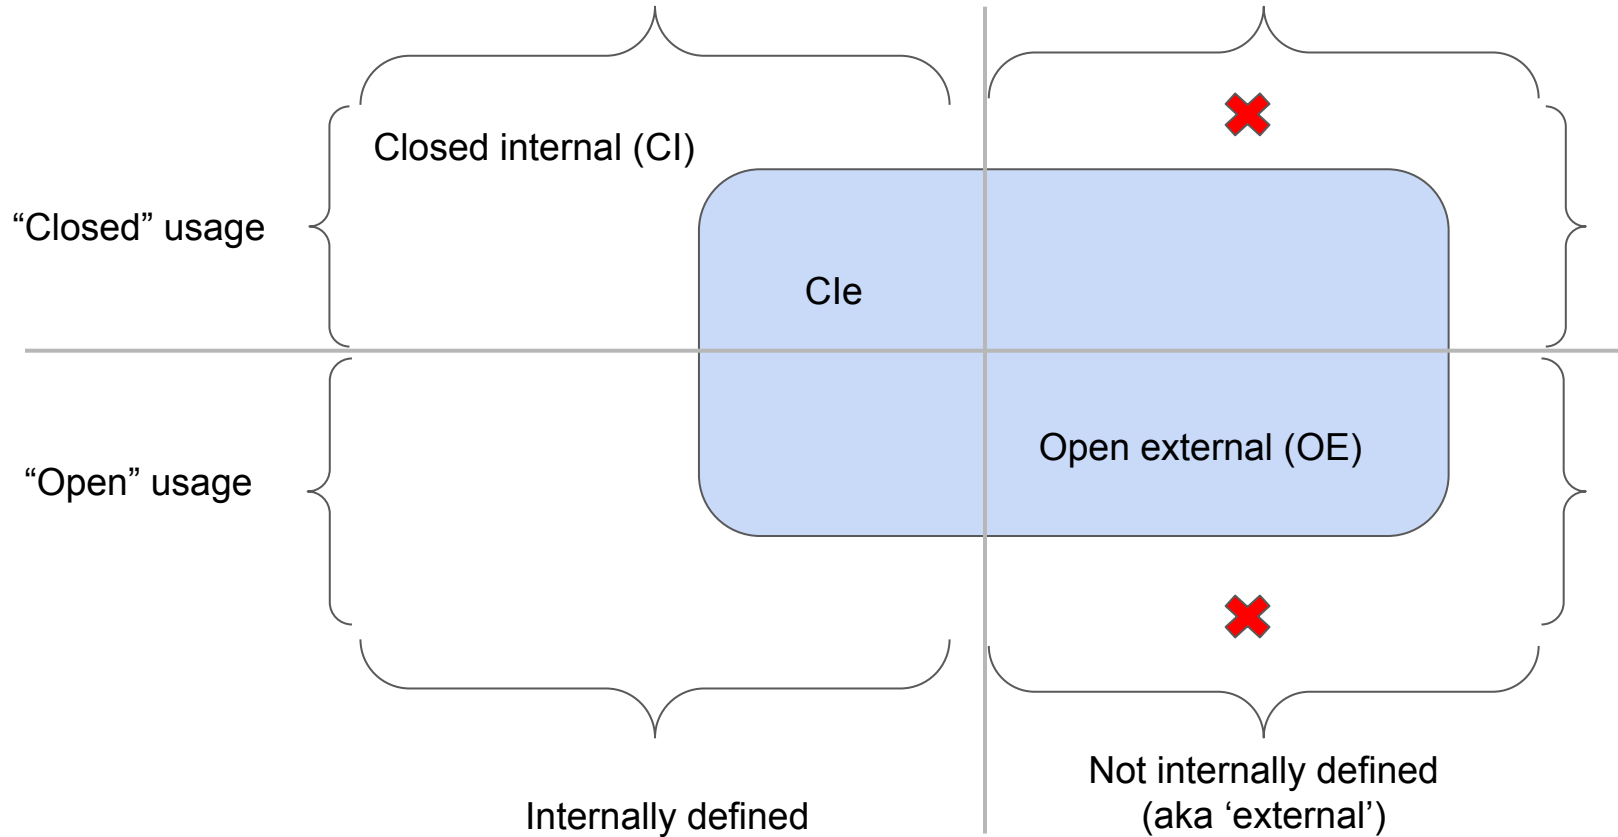 Closed internal (CI)
“Closed” usage
CIe
Open external (OE)
“Open” usage
Not internally defined
(aka ‘external’)
Internally defined